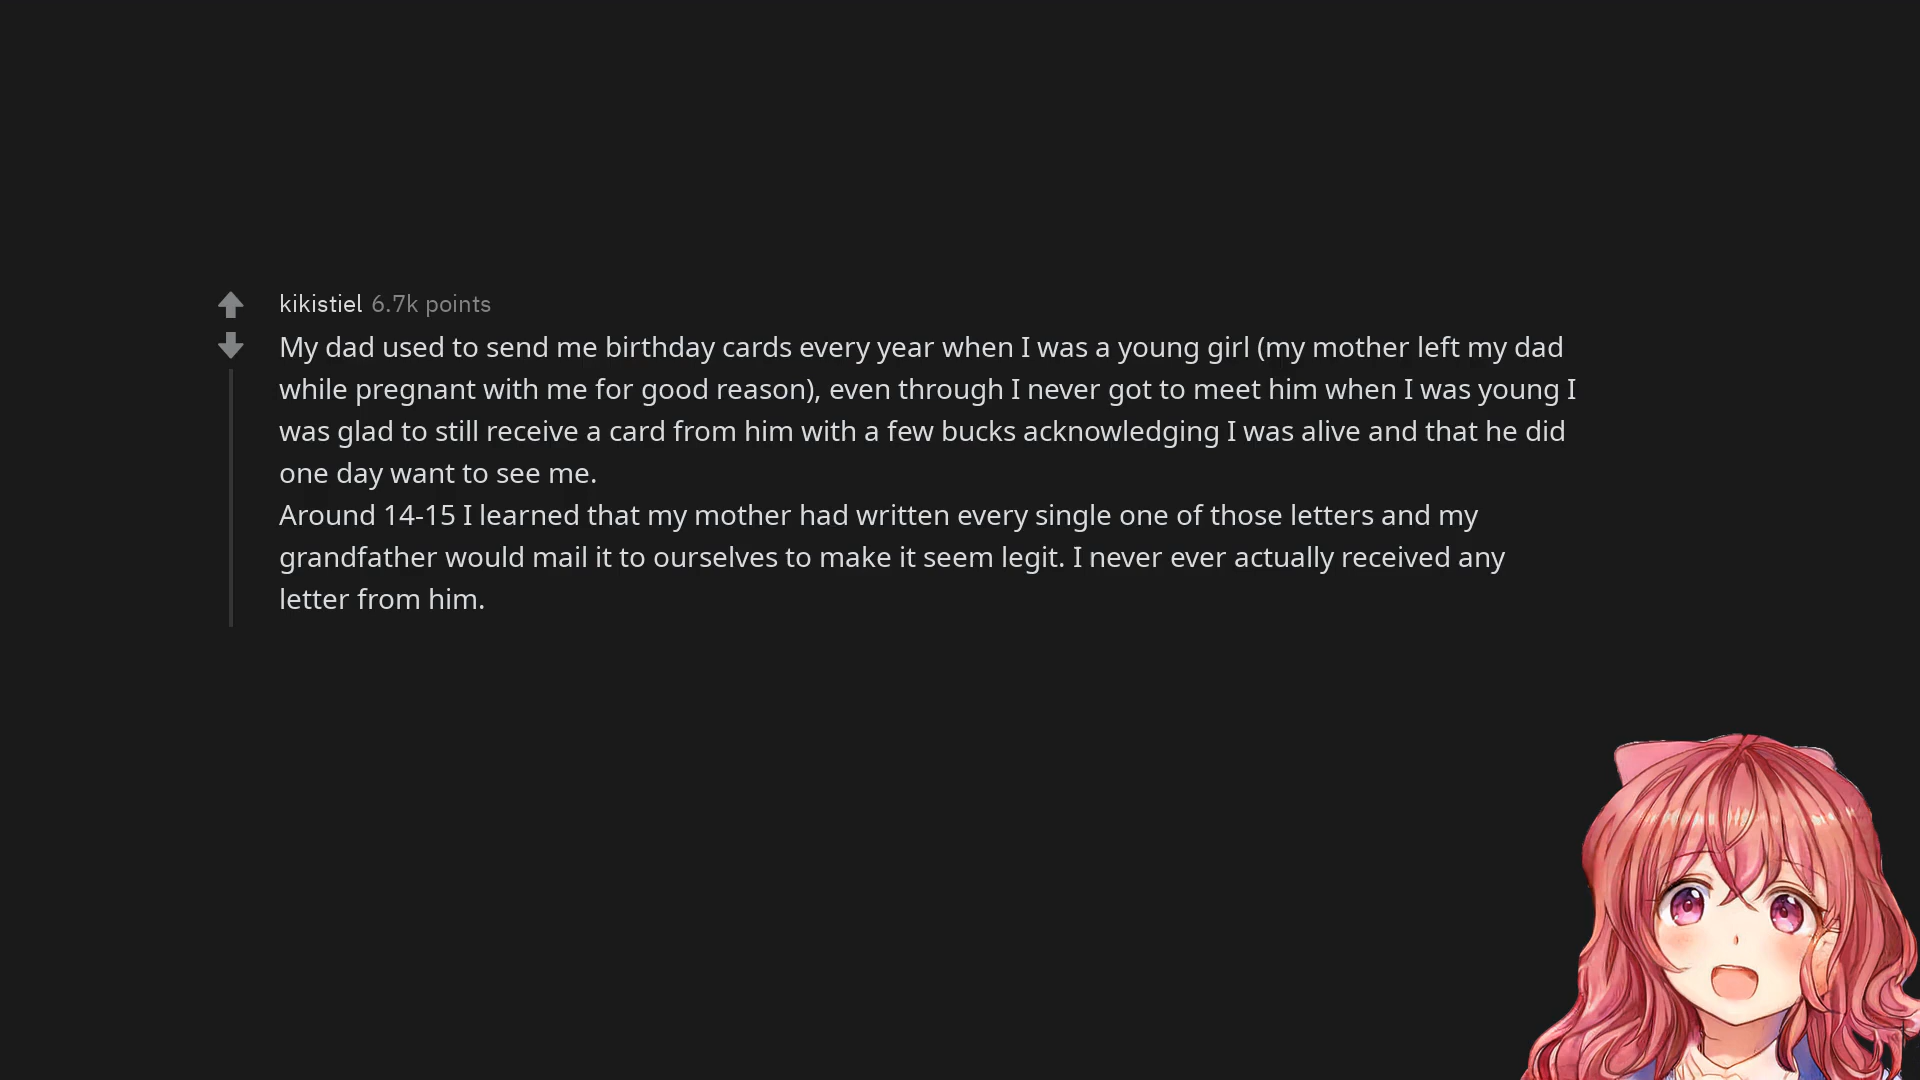 kikistiel 6.7k points
My dad used to send me birthday cards every year when I was a young girl (my mother left my dad
while pregnant with me for good reason), even through I never got to meet him when I was young I
was glad to still receive a card from him with a few bucks acknowledging I was alive and that he did
one day want to see me.
Around 14-15 I learned that my mother had written every single one of those letters and my
grandfather would mail it to ourselves to make it seem legit. I never ever actually received any
letter from him.